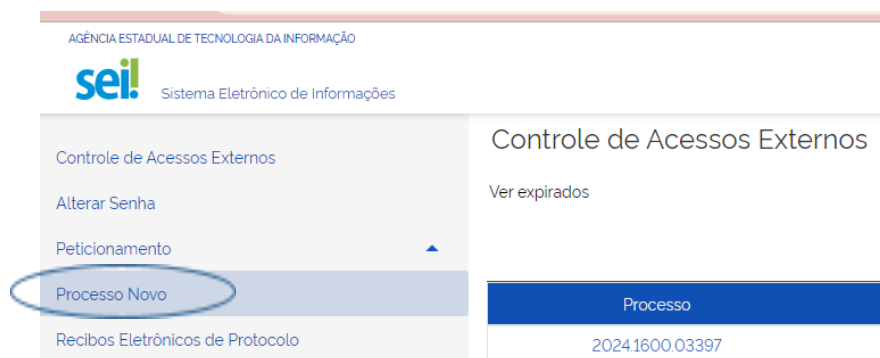 AGÊNCIA ESTADUAL DE TECNOLOGIA DA INFORMAÇÃO
sei!
Sistema Eletrônico de Informações
Controle de Acessos Externos
Alterar Senha
Peticionamento
Processo Novo
Recibos Eletrônicos de Protocolo
Controle de Acessos Externos
Ver expirados
Processo
2024.1600.03397